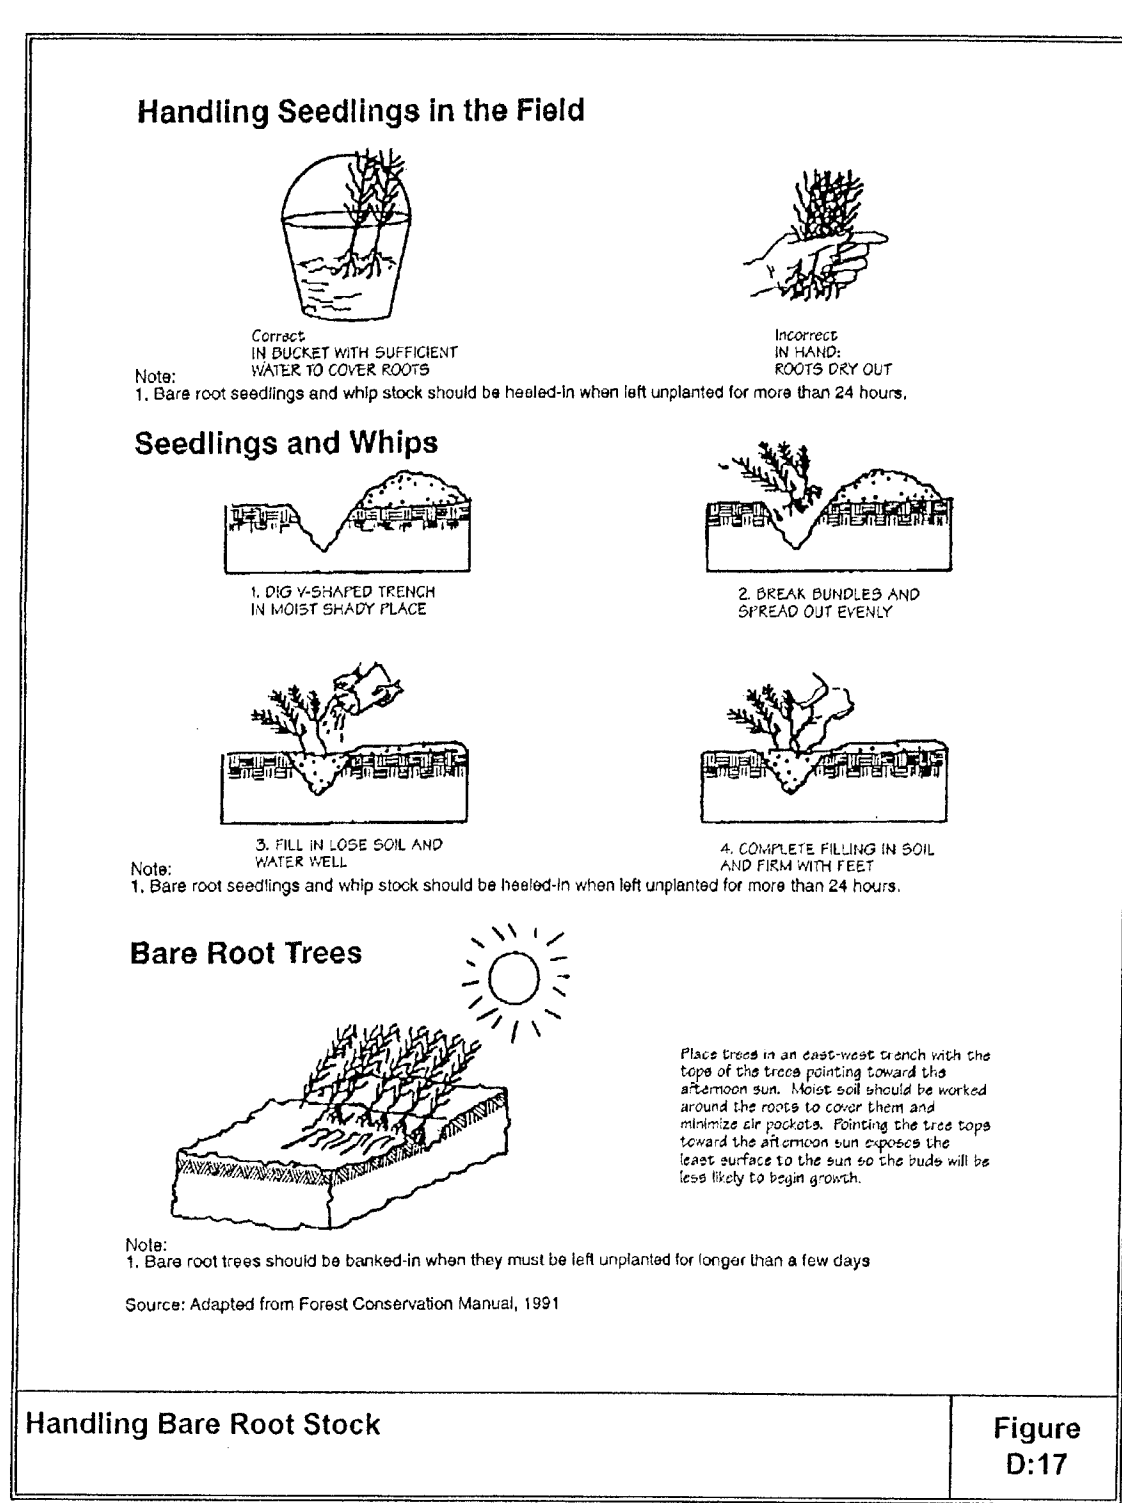 Handling Seedlings in the Field
Correct
IN BUCKET WITH SUFFICIENT
WATER TO COVER ROOTS
Incorrect
IN HAND:
ROOTS DRY OUT
Note:
1. Bare root seedlings and whip stock should be heeled-in when left unplanted for more than 24 hours.
Seedlings and Whips
1. DIG V-SHAPED TRENCH
IN MOIST SHADY PLACE
2. BREAK BUNDLES AND
SPREAD OUT EVENLY
3. FILL IN LOSE SOIL AND
WATER WELL
4. COMPLETE FILLING IN SOIL
AND FIRM WITH FEET
Note:
1. Bare root seedlings and whip stock should be heeled-in when left unplanted for more than 24 hours.
Bare Root Trees
Place trees in an east-west trench with the
tops of the trees pointing toward the
afternoon sun. Moist soil should be worked
around the roots to cover them and
minimize air pockets. Pointing the tree tops
toward the afternoon sun exposes the
least surface to the sun so the buds will be
less likely to begin growth.
Note:
1. Bare root trees should be banked-in when they must be left unplanted for longer than a few days
Source: Adapted from Forest Conservation Manual, 1991
Handling Bare Root Stock
Figure
D:17